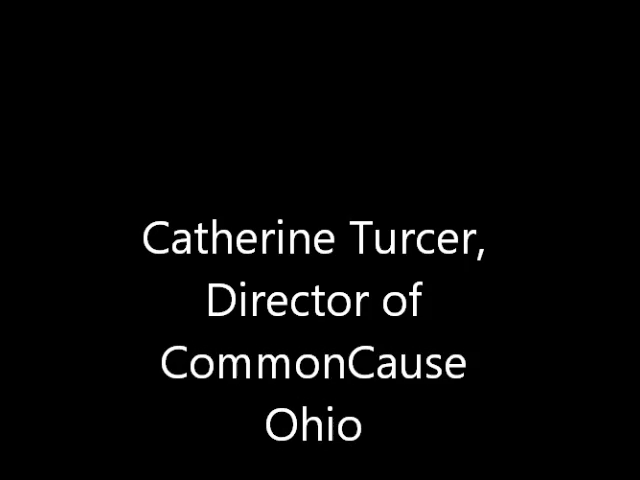 Catherine Turcer,
Director of
CommonCause
Ohio